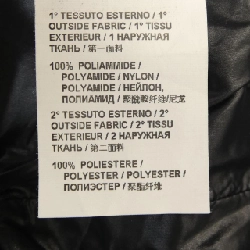 1° TESSUTO ESTERNO / 1°
OUTSIDE FABRIC / 1° TISSU
EXTERIEUR / 1 НАРУЖНАЯ
ТКАНЬ / 第一面料
100% POLIAMMIDE /
POLYAMIDE / NYLON /
POLYAMIDE / НЕЙЛОН,
ПОЛИАМИД / 聚酰胺纤维/尼龙
2° TESSUTO ESTERNO / 2°
OUTSIDE FABRIC / 2° TISSU
EXTERIEUR / 2 НАРУЖНАЯ
ТКАНЬ / 第二面料
100% POLIESTERE /
POLYESTER / POLYESTER /
ПОЛИЭСТЕР / 聚酯纤维